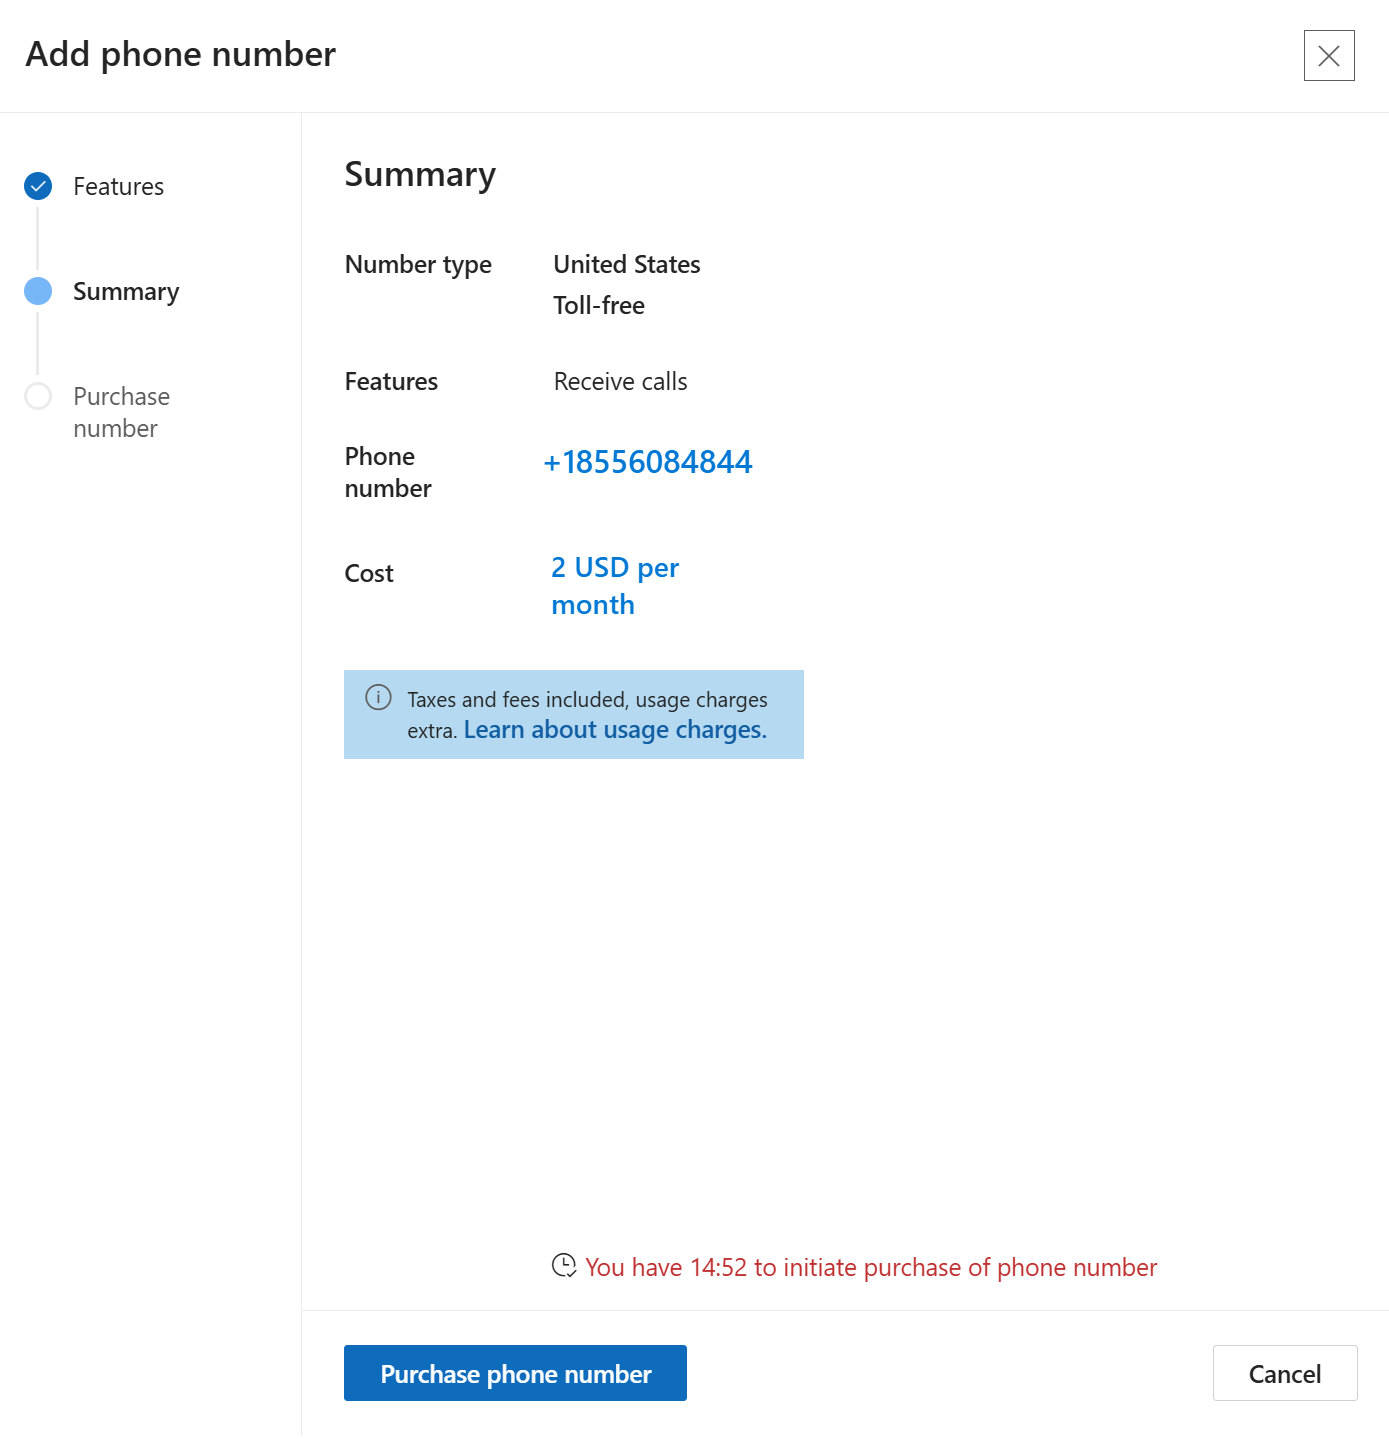 Add phone number
Features
Summary
Purchase
number
Summary
Number type
United States
Toll-free
Features
Receive calls
Phone
number
+18556084844
Cost
2 USD per
month
Taxes and fees included, usage charges
extra. Learn about usage charges.
You have 14:52 to initiate purchase of phone number
Purchase phone number
Cancel